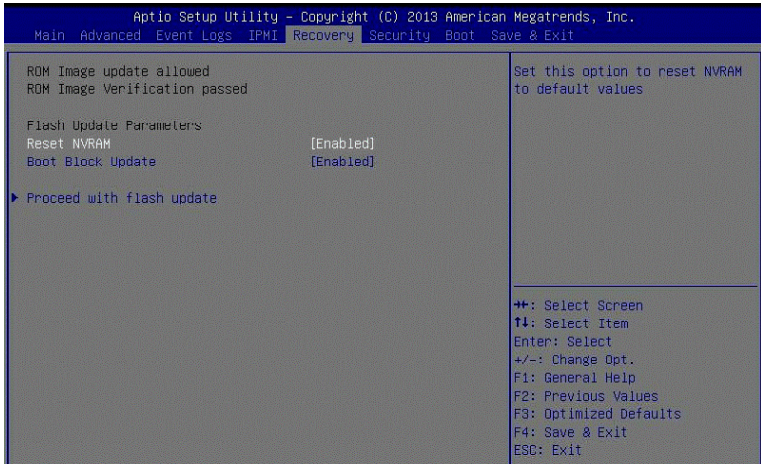 Aptio Setup Utility – Copyright (C) 2013 American Megatrends, Inc.
Main Advanced Event Logs IPMI Recovery Security Boot Save & Exit
ROM Image update allowed
ROM Image Verification passed
Flash Update Parameters
Reset NVRAM [Enabled]
Boot Block Update [Enabled]
Proceed with flash update
Set this option to reset NVRAM
to default values
→←: Select Screen
↑↓: Select Item
Enter: Select
+/-: Change Opt.
F1: General Help
F2: Previous Values
F3: Optimized Defaults
F4: Save & Exit
ESC: Exit